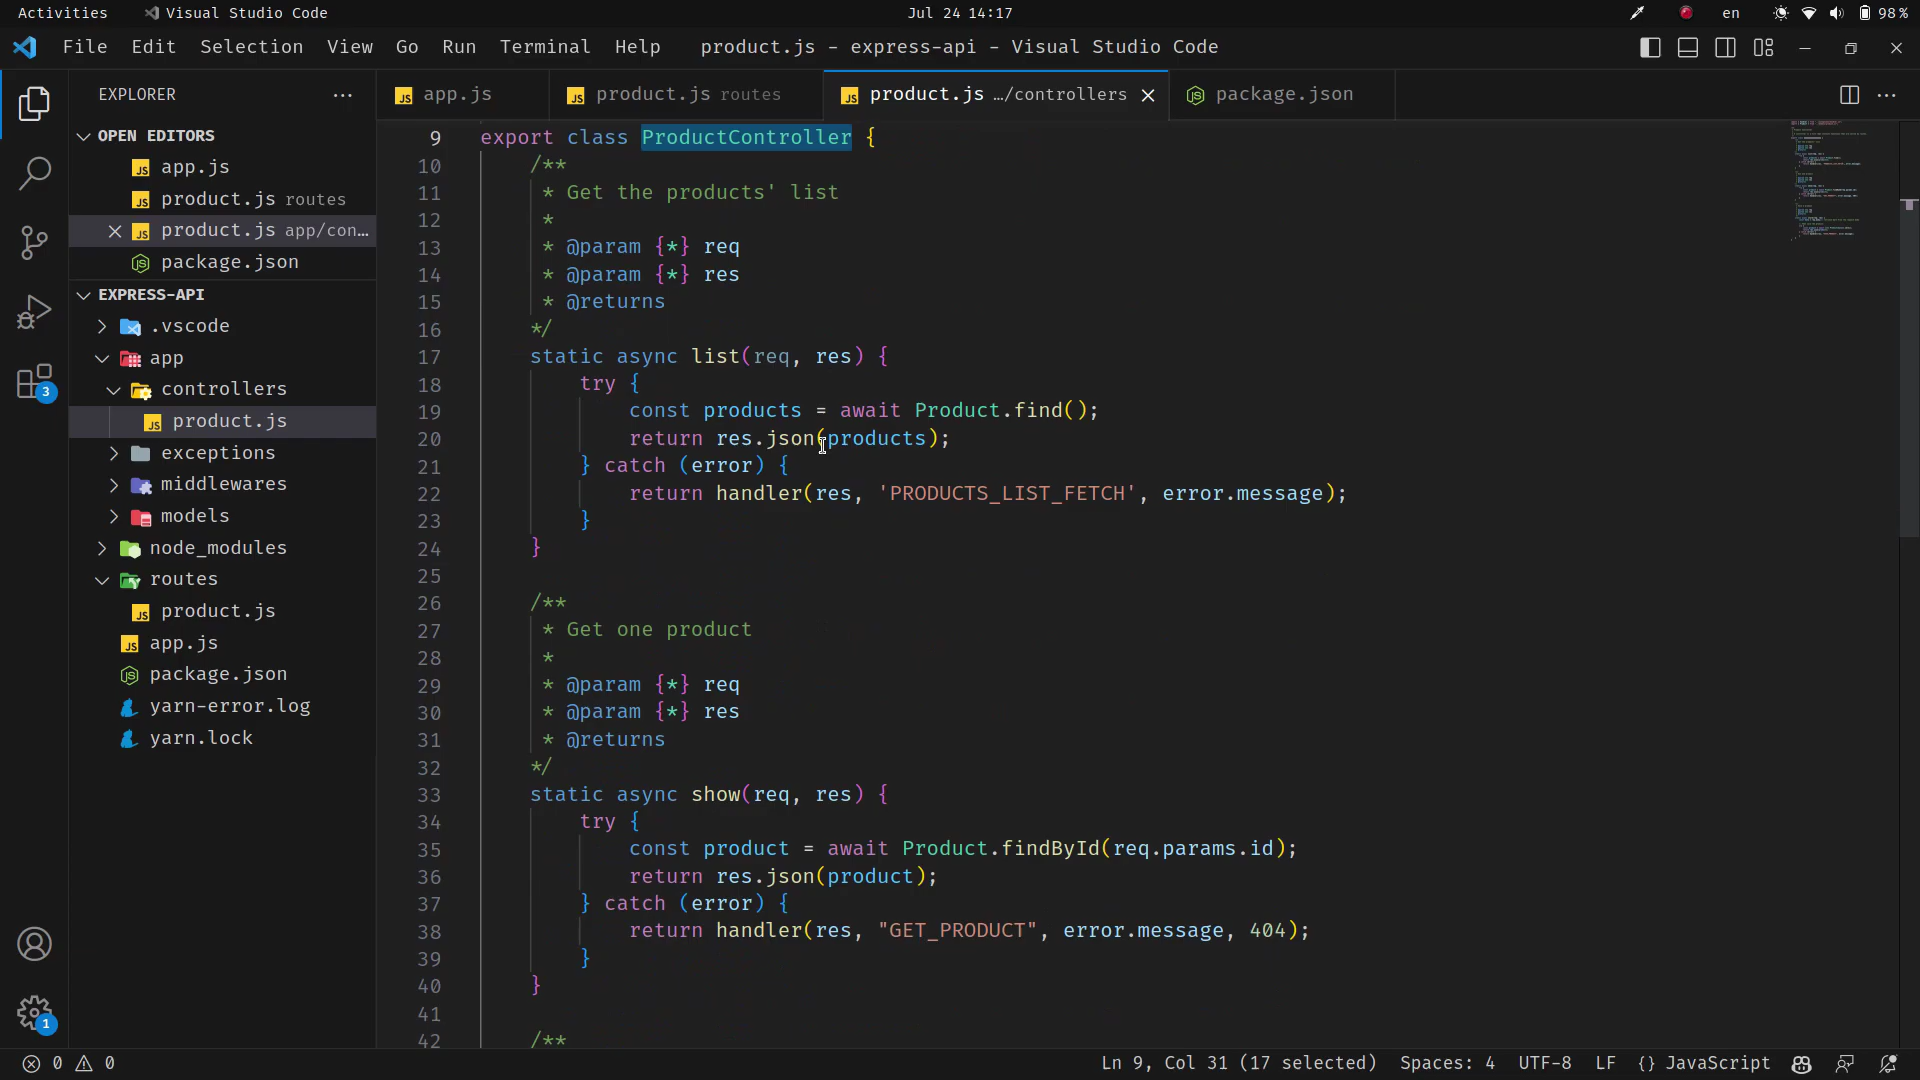 Activities
Visual Studio Code
Jul 24 14:17
en
98%
File Edit Selection View Go Run Terminal Help
product.js - express-api - Visual Studio Code
EXPLORER
OPEN EDITORS
app.js
product.js routes
product.js app/con...
package.json
EXPRESS-API
.vscode
app
controllers
product.js
exceptions
middlewares
models
node_modules
routes
product.js
app.js
package.json
yarn-error.log
yarn.lock
3
1
app.js
product.js routes
product.js .../controllers
package.json
9 export class ProductController {
10 /**
11 * Get the products' list
12 *
13 * @param {*} req
14 * @param {*} res
15 * @returns
16 */
17 static async list(req, res) {
18 try {
19 const products = await Product.find();
20 return res.json(products);
21 } catch (error) {
22 return handler(res, 'PRODUCTS_LIST_FETCH', error.message);
23 }
24 }
25
26 /**
27 * Get one product
28 *
29 * @param {*} req
30 * @param {*} res
31 * @returns
32 */
33 static async show(req, res) {
34 try {
35 const product = await Product.findById(req.params.id);
36 return res.json(product);
37 } catch (error) {
38 return handler(res, "GET_PRODUCT", error.message, 404);
39 }
40 }
41
42 /**
0 0
Ln 9, Col 31 (17 selected) Spaces: 4 UTF-8 LF {} JavaScript